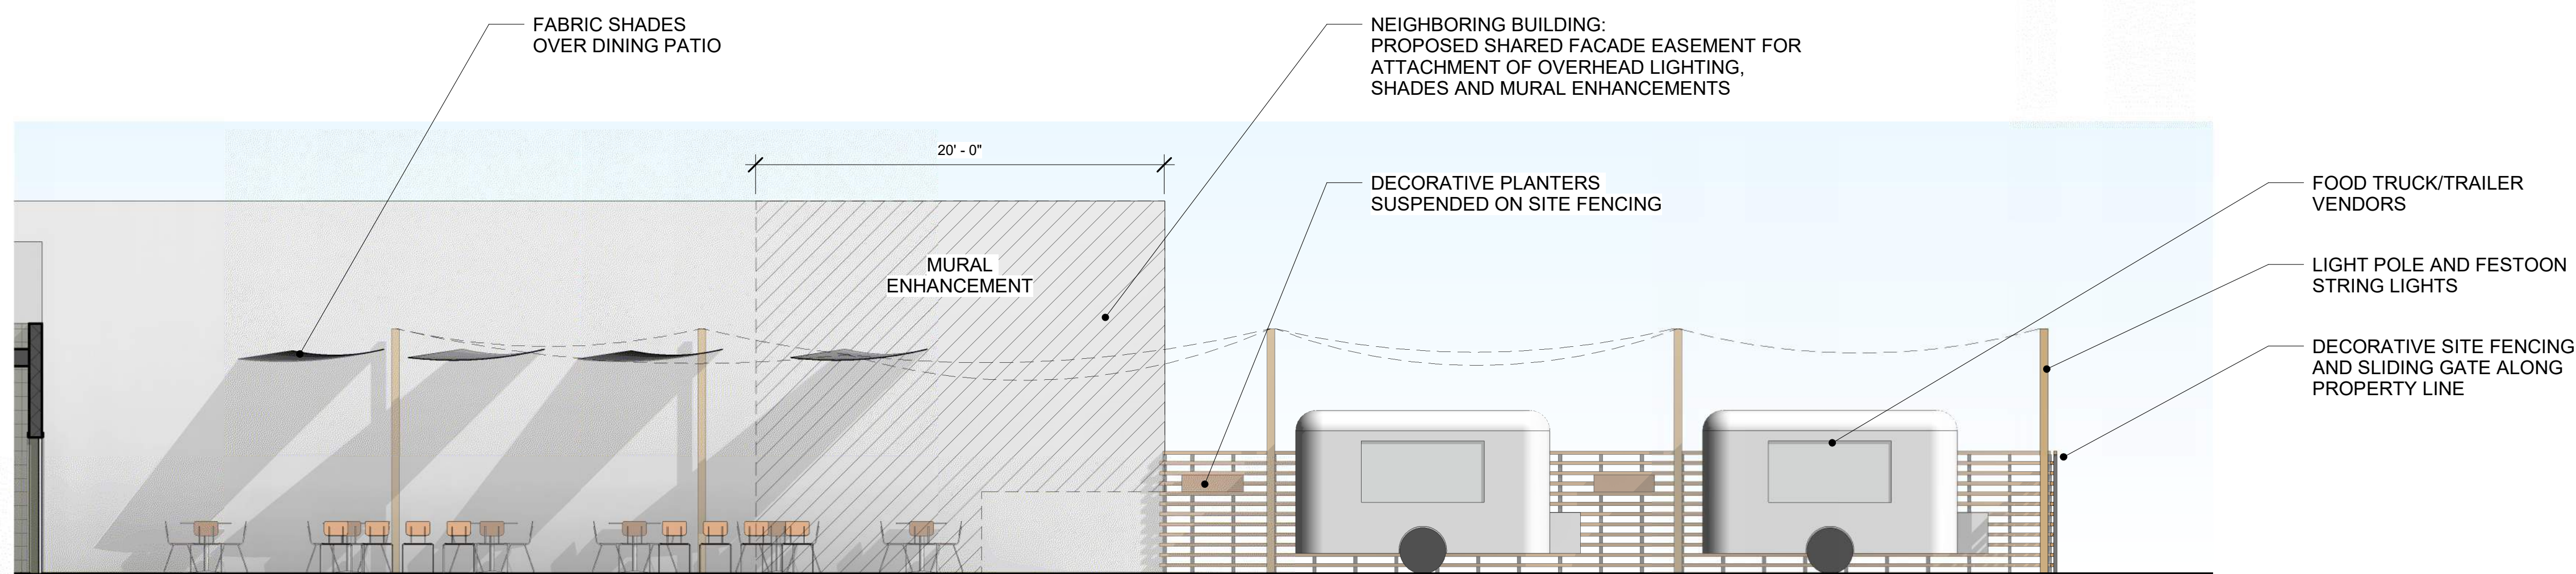 FABRIC SHADES
OVER DINING PATIO
NEIGHBORING BUILDING:
PROPOSED SHARED FACADE EASEMENT FOR
ATTACHMENT OF OVERHEAD LIGHTING,
SHADES AND MURAL ENHANCEMENTS
20' - 0"
DECORATIVE PLANTERS
SUSPENDED ON SITE FENCING
MURAL
ENHANCEMENT
FOOD TRUCK/TRAILER
VENDORS
LIGHT POLE AND FESTOON
STRING LIGHTS
DECORATIVE SITE FENCING
AND SLIDING GATE ALONG
PROPERTY LINE